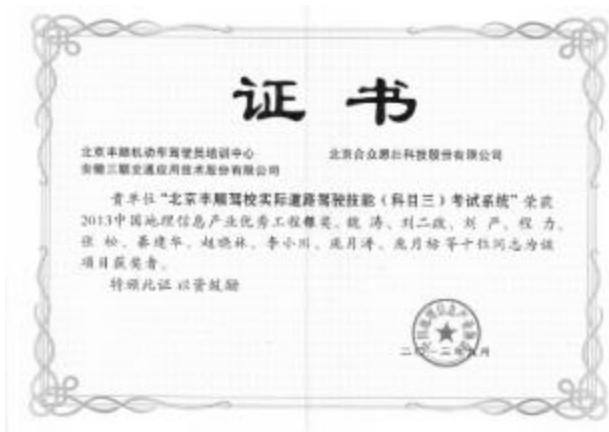 证书
北京丰顺机动车驾驶员培训中心 北京合众思壮科技股份有限公司
安徽三联交通应用技术股份有限公司
贵单位“北京丰顺驾校实际道路驾驶技能（科目三）考试系统”荣获
2013中国地理信息产业优秀工程银奖。魏 涛、刘二政、刘 严、程 力、
张 松、 建华、赵晓林、李小川、庞月涛、庞月标等十位同志为该
项目获奖者。
特颁此证 以资鼓励